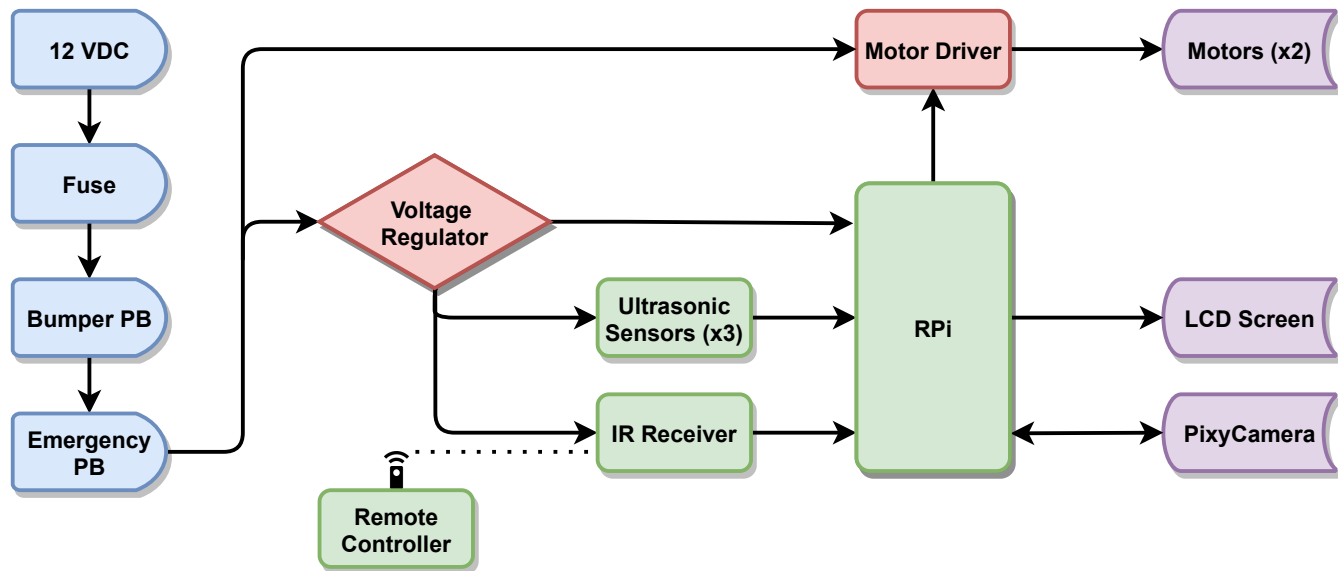 12 VDC
Motor Driver
Motors (x2)
Fuse
Voltage
Regulator
Bumper PB
Ultrasonic
Sensors (x3)
RPi
LCD Screen
Emergency
PB
IR Receiver
PixyCamera
Remote
Controller